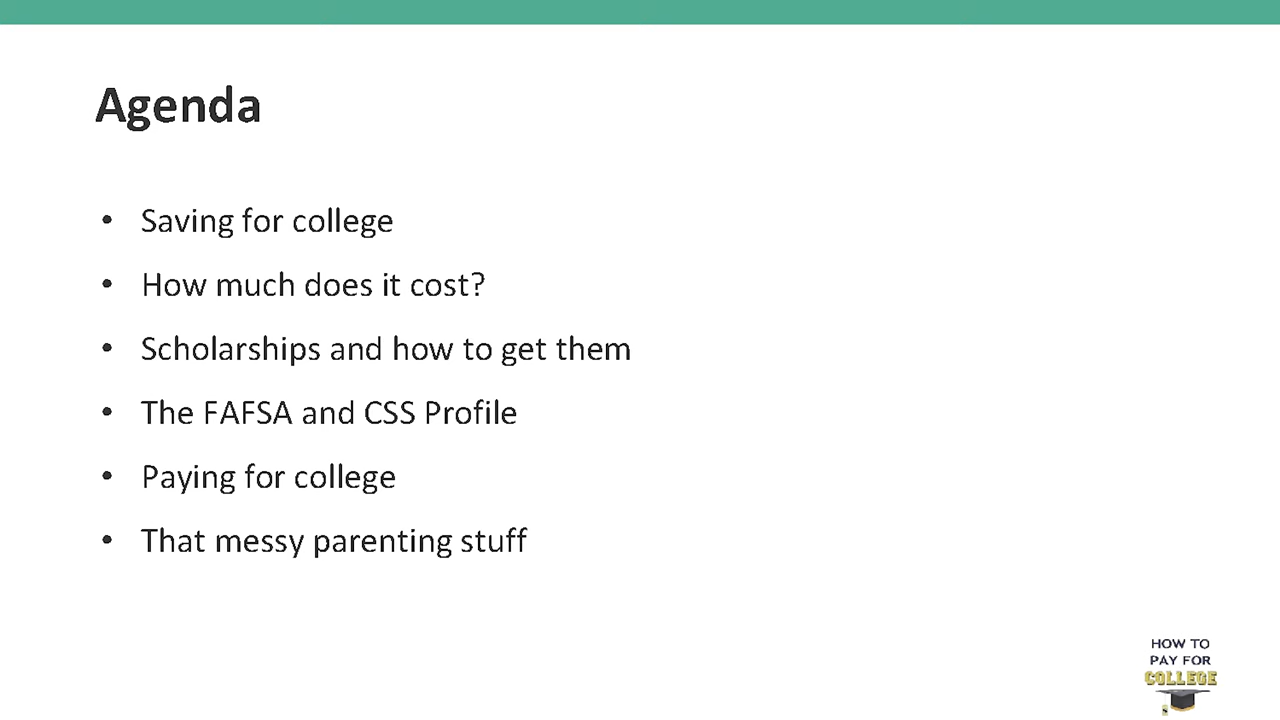 Agenda
• Saving for college
• How much does it cost?
• Scholarships and how to get them
• The FAFSA and CSS Profile
• Paying for college
• That messy parenting stuff
HOW TO
PAY FOR
COLLEGE